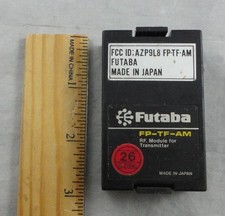 FCC ID: AZP9L8 FP-TF-AM
FUTABA
MADE IN JAPAN
Futaba
FP-TF-AM
RF. Module for
Transmitter
26
MADE IN JAPAN
MADE IN CHINA
1
2
3